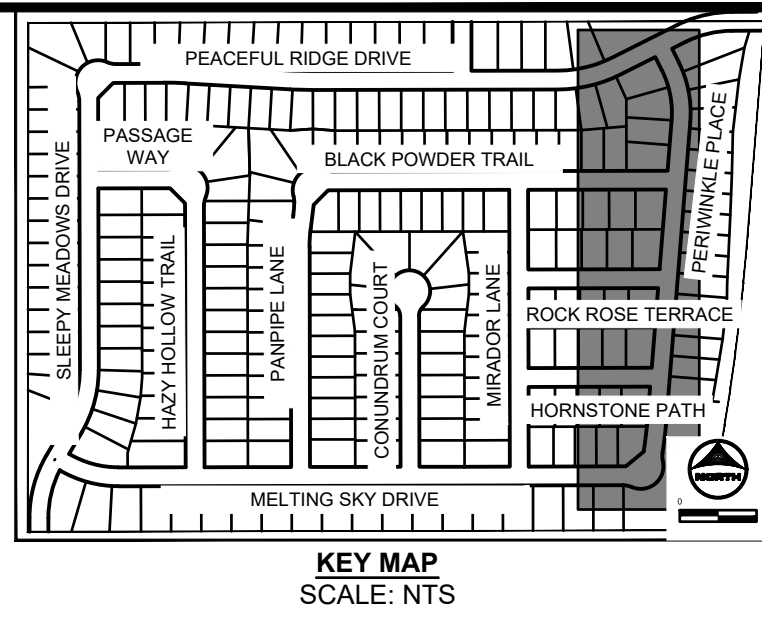 PEACEFUL RIDGE DRIVE
PASSAGE
WAY
BLACK POWDER TRAIL
SLEEPY MEADOWS DRIVE
HAZY HOLLOW TRAIL
PANPIPE LANE
CONUNDRUM COURT
MIRADOR LANE
PERIWINKLE PLACE
ROCK ROSE TERRACE
HORNSTONE PATH
MELTING SKY DRIVE
NORTH
0
KEY MAP
SCALE: NTS